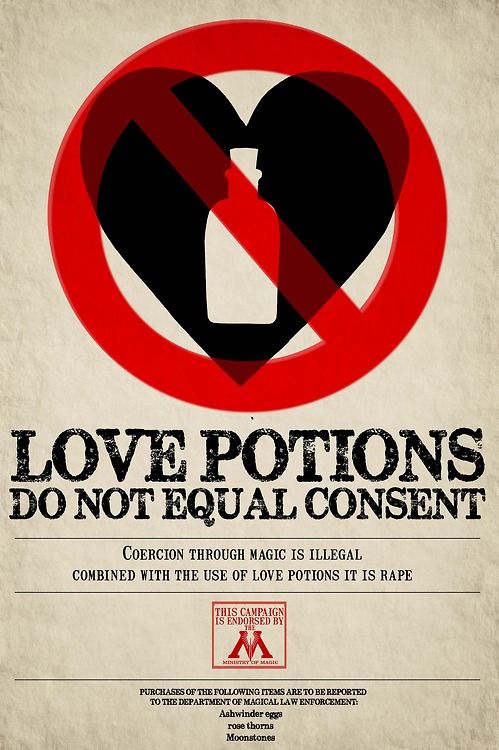 LOVE POTIONS
DO NOT EQUAL CONSENT
COERCION THROUGH MAGIC IS ILLEGAL
COMBINED WITH THE USE OF LOVE POTIONS IT IS RAPE
THIS CAMPAIGN
IS ENDORSED BY
THE
M
MINISTRY OF MAGIC
PURCHASES OF THE FOLLOWING ITEMS ARE TO BE REPORTED
TO THE DEPARTMENT OF MAGICAL LAW ENFORCEMENT:
Ashwinder eggs
rose thorns
Moonstones